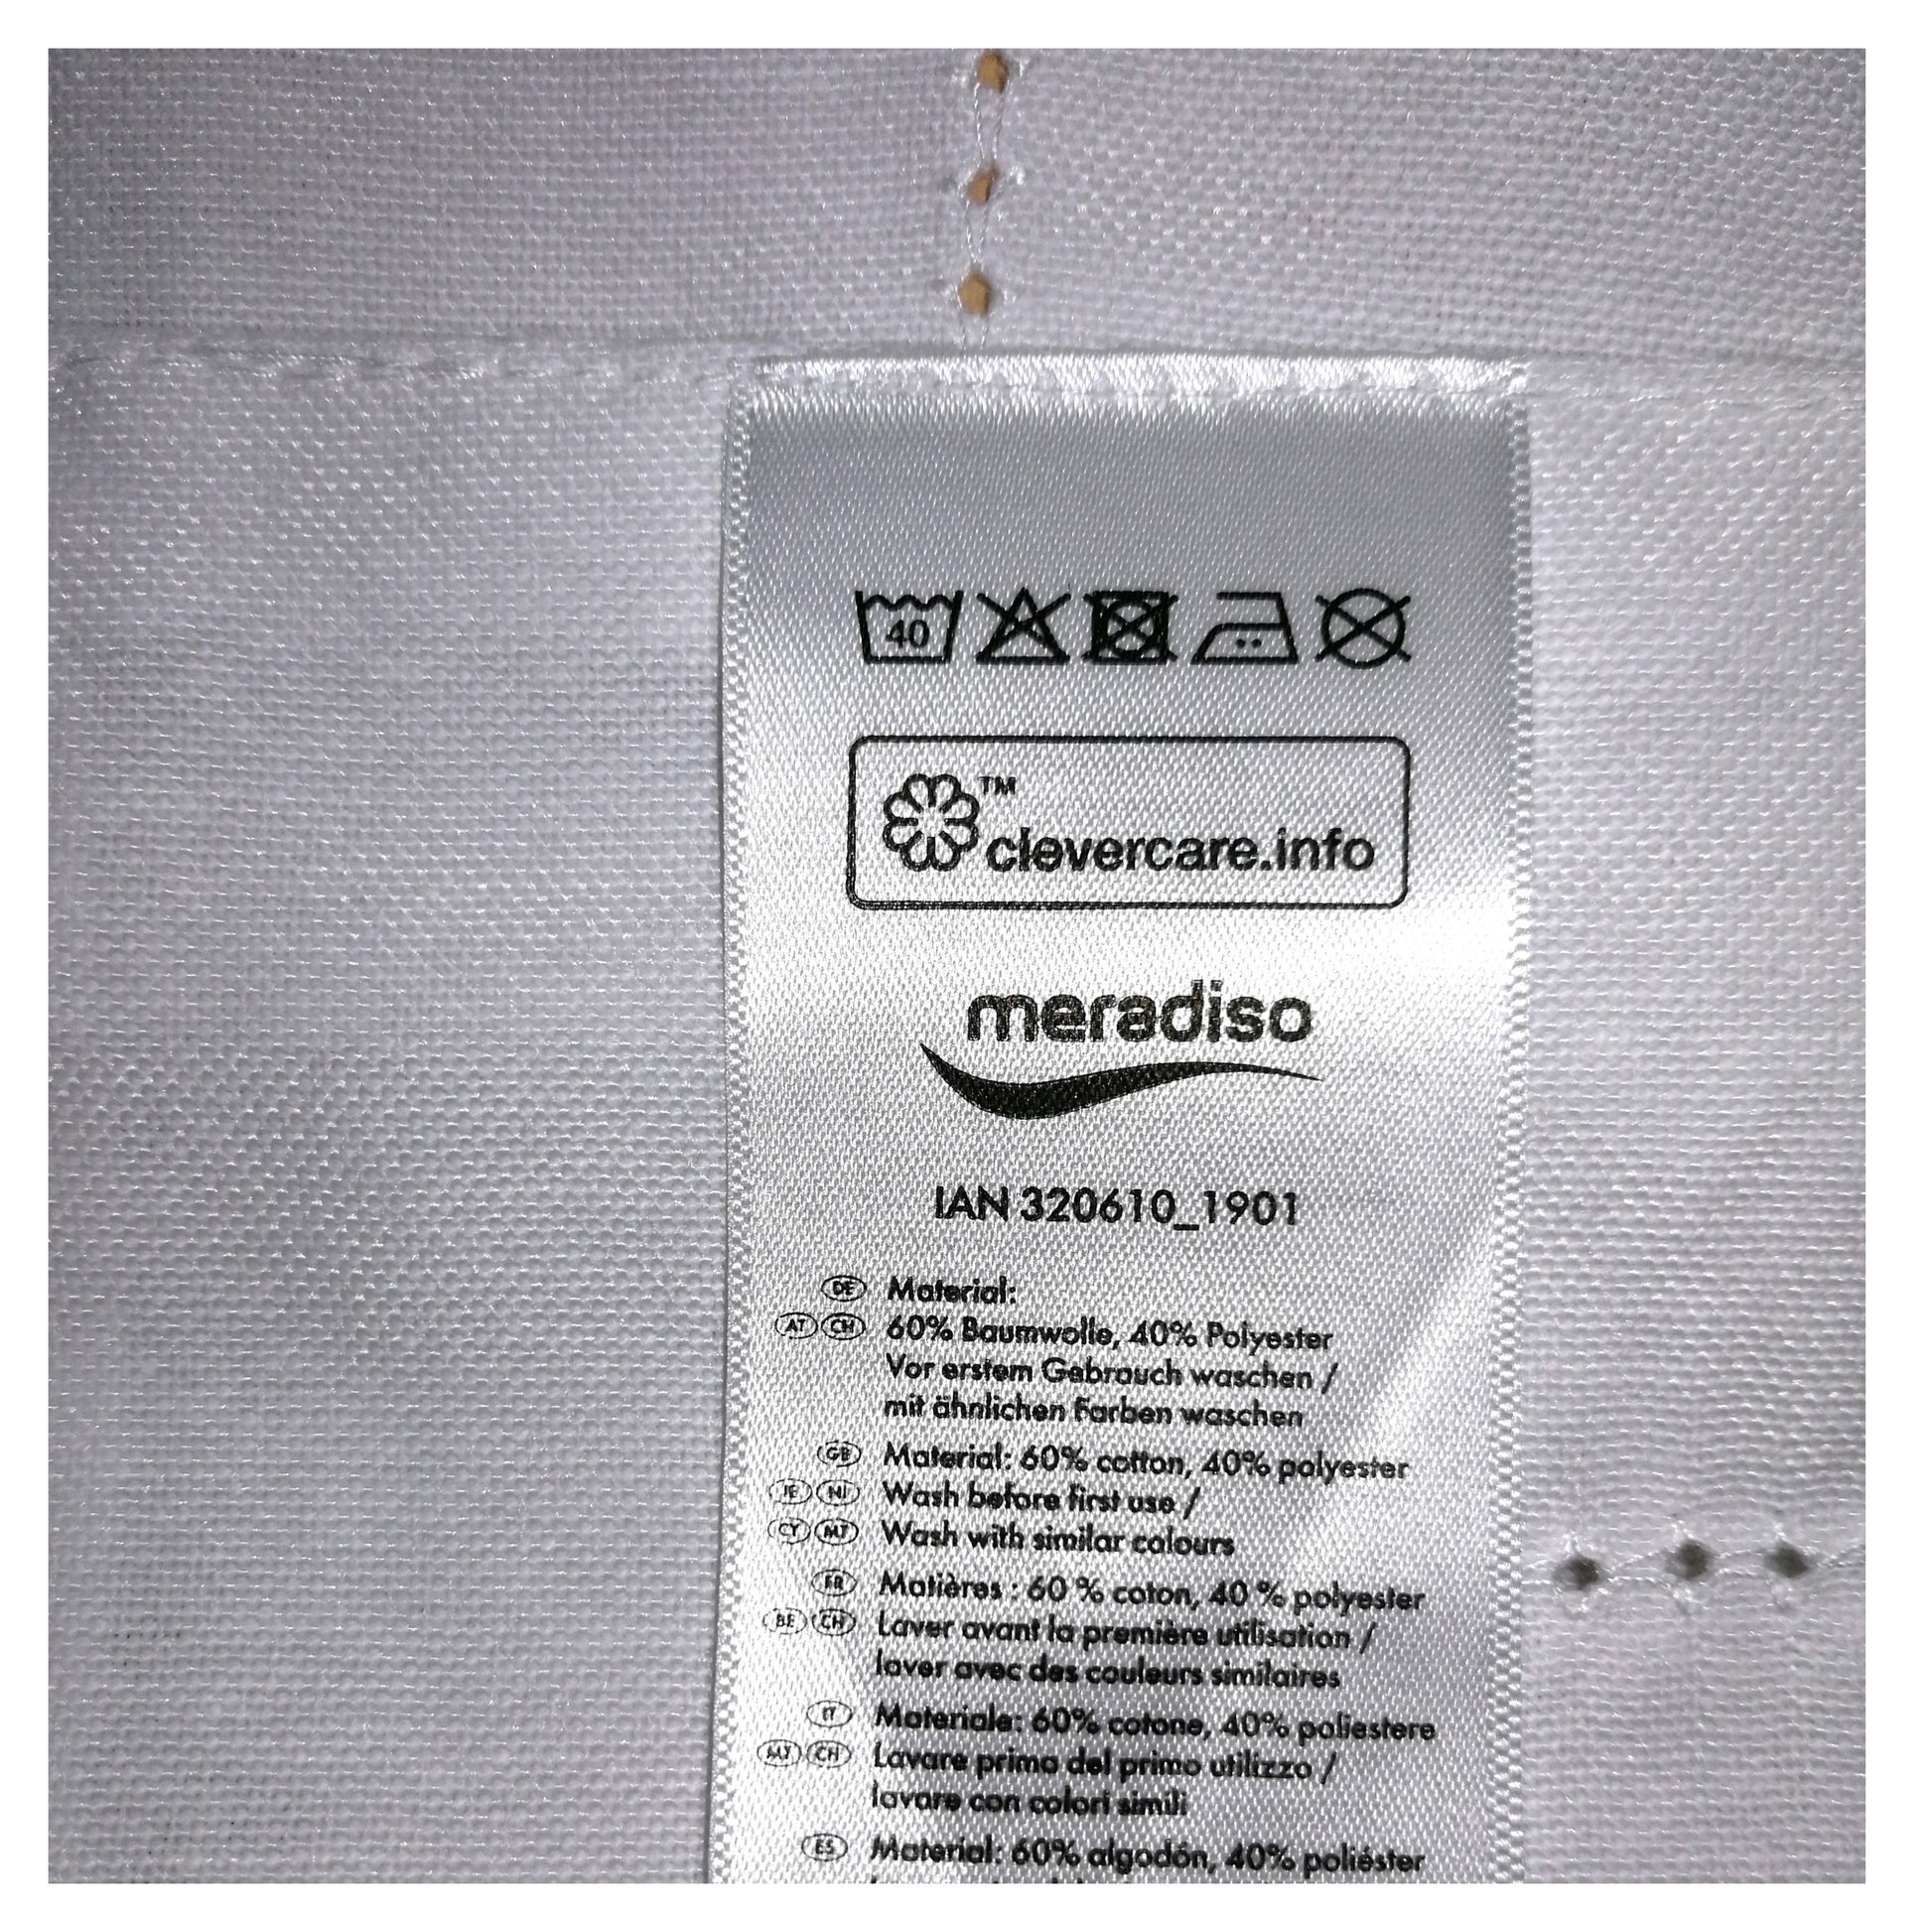 40
™
clevercare.info
meradiso
IAN 320610_1901
DE Material:
AT CH 60% Baumwolle, 40% Polyester
Vor erstem Gebrauch waschen /
mit ähnlichen Farben waschen
GB Material: 60% cotton, 40% polyester
IE NI Wash before first use /
CY MT Wash with similar colours
FR Matières : 60 % coton, 40 % polyester
BE CH Laver avant la première utilisation /
laver avec des couleurs similaires
IT Materiale: 60% cotone, 40% poliestere
MT CH Lavare prima del primo utilizzo /
lavare con colori simili
ES Material: 60% algodón, 40% poliéster